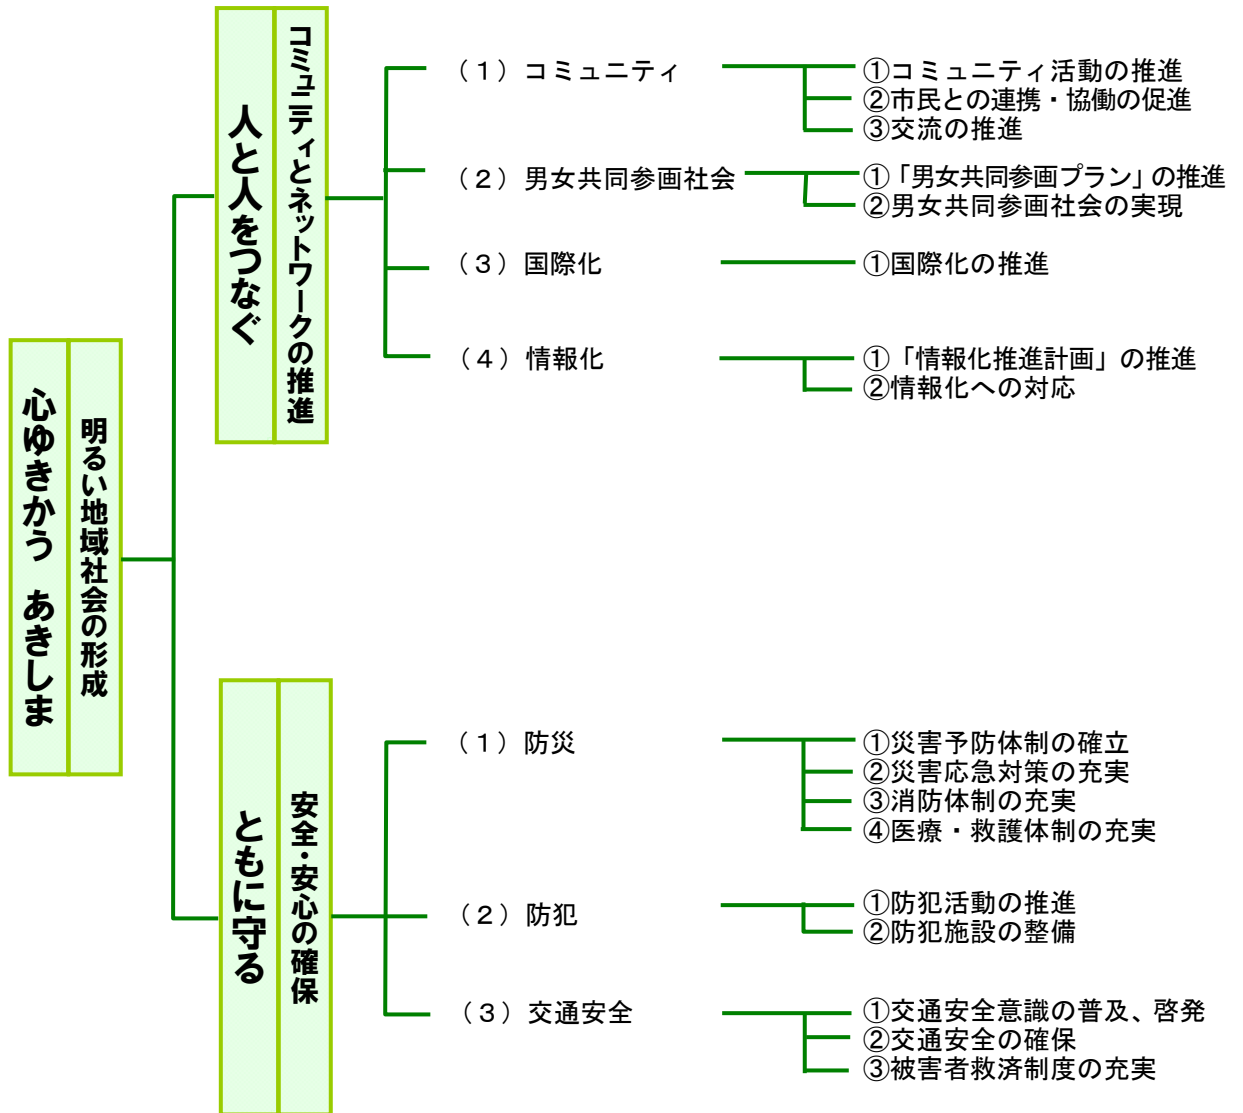 心ゆきかう　あきしま
明るい地域社会の形成
人と人をつなぐ
コミュニティとネットワークの推進
（１）コミュニティ
①コミュニティ活動の推進
②市民との連携・協働の促進
③交流の推進
（２）男女共同参画社会
①「男女共同参画プラン」の推進
②男女共同参画社会の実現
（３）国際化
①国際化の推進
（４）情報化
①「情報化推進計画」の推進
②情報化への対応
ともに守る
安全・安心の確保
（１）防災
①災害予防体制の確立
②災害応急対策の充実
③消防体制の充実
④医療・救護体制の充実
（２）防犯
①防犯活動の推進
②防犯施設の整備
（３）交通安全
①交通安全意識の普及、啓発
②交通安全の確保
③被害者救済制度の充実